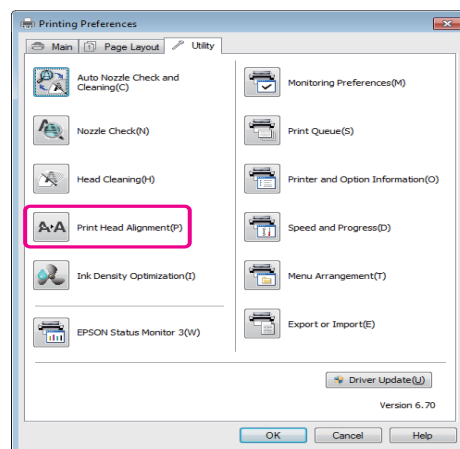 Printing Preferences
Main
Page Layout
Utility
Auto Nozzle Check and
Cleaning(C)
Nozzle Check(N)
Head Cleaning(H)
Print Head Alignment(P)
Ink Density Optimization(I)
EPSON Status Monitor 3(W)
Monitoring Preferences(M)
Print Queue(S)
Printer and Option Information(O)
Speed and Progress(D)
Menu Arrangement(T)
Export or Import(E)
Driver Update(U)
Version 6.70
OK
Cancel
Help